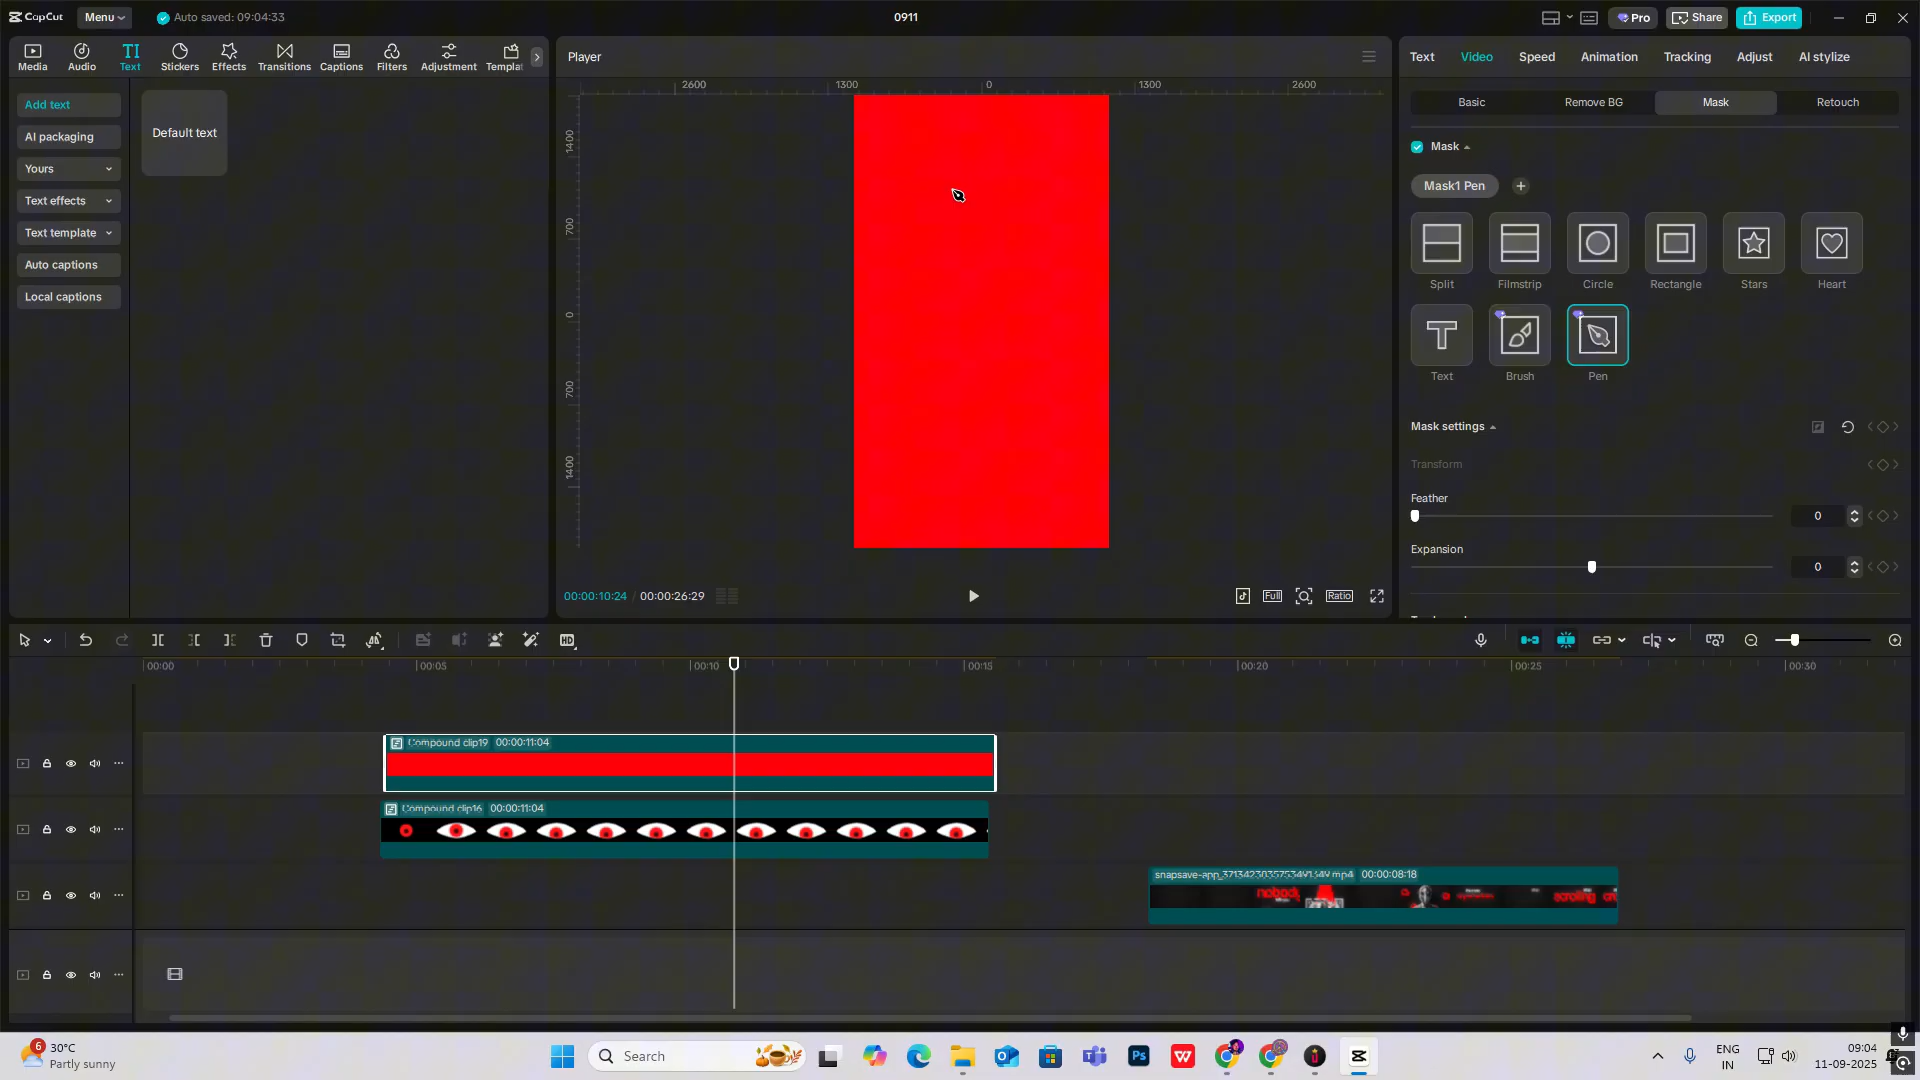 CapCut
Menu
Auto saved: 09:04:33
0911
Pro
Share
Export
Media
Audio
TI
Text
Stickers
Effects
Transitions
Captions
Filters
Adjustment
Templat
Add text
AI packaging
Yours
Text effects
Text template
Auto captions
Local captions
Default text
Player
2600
1300
0
1300
2600
1400
700
0
700
1400
00:00:10:24 / 00:00:26:29
Full
Ratio
Text
Video
Speed
Animation
Tracking
Adjust
AI stylize
Basic
Remove BG
Mask
Retouch
Mask
Mask1 Pen
Split
Filmstrip
Circle
Rectangle
Stars
Heart
Text
Brush
Pen
Mask settings
Transform
Feather
0
Expansion
0
HD
00:00
00:05
00:10
00:15
00:20
00:25
00:30
Compound clip19 00:00:11:04
Compound clip16 00:00:11:04
00:00:08:18
nobody
scrolling
6
30°C
Partly sunny
Search
Ps
W
ENG
IN
09:04
11-09-2025